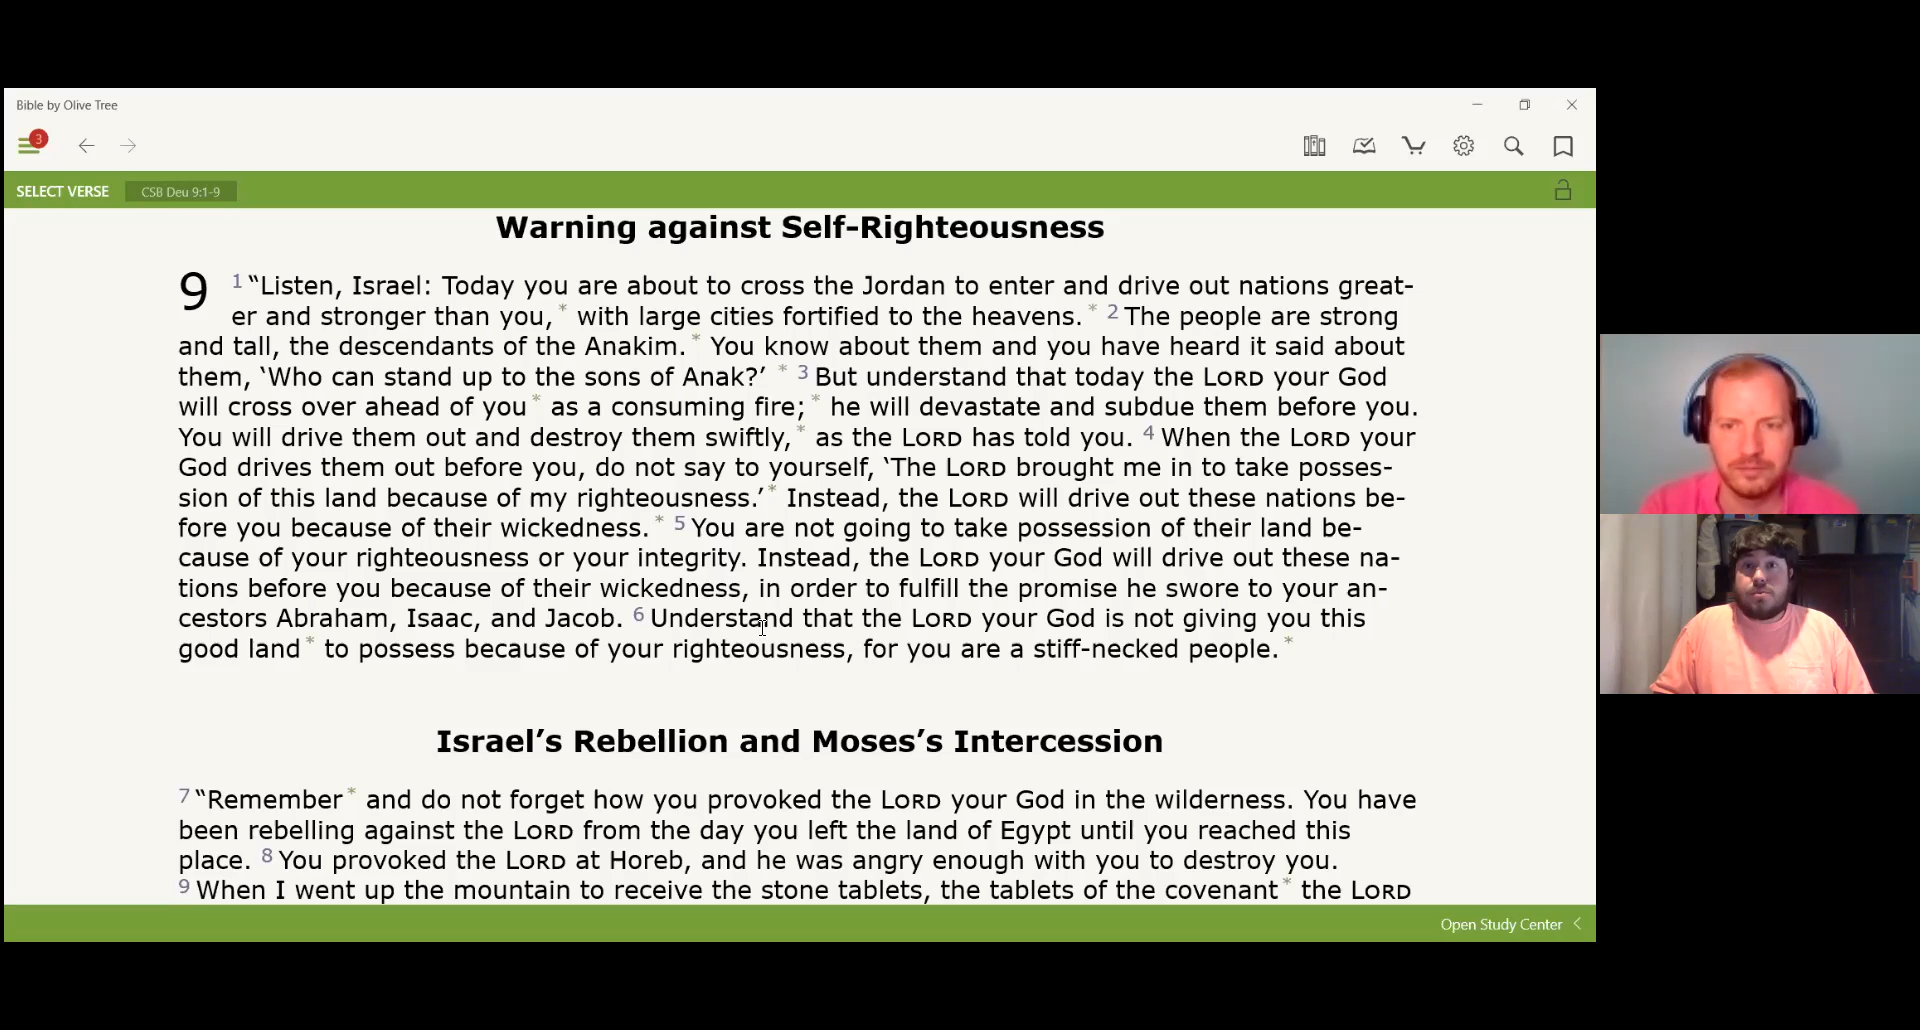 Bible by Olive Tree
3
SELECT VERSE CSB Deu 9:1-9
Warning against Self-Righteousness
9 1 “Listen, Israel: Today you are about to cross the Jordan to enter and drive out nations great-
er and stronger than you,* with large cities fortified to the heavens.* 2 The people are strong
and tall, the descendants of the Anakim.* You know about them and you have heard it said about
them, ‘Who can stand up to the sons of Anak?’ * 3 But understand that today the LORD your God
will cross over ahead of you* as a consuming fire;* he will devastate and subdue them before you.
You will drive them out and destroy them swiftly,* as the LORD has told you. 4 When the LORD your
God drives them out before you, do not say to yourself, ‘The LORD brought me in to take posses-
sion of this land because of my righteousness.’* Instead, the LORD will drive out these nations be-
fore you because of their wickedness. * 5 You are not going to take possession of their land be-
cause of your righteousness or your integrity. Instead, the LORD your God will drive out these na-
tions before you because of their wickedness, in order to fulfill the promise he swore to your an-
cestors Abraham, Isaac, and Jacob. 6 Understand that the LORD your God is not giving you this
good land* to possess because of your righteousness, for you are a stiff-necked people.*
Israel’s Rebellion and Moses’s Intercession
7 “Remember* and do not forget how you provoked the LORD your God in the wilderness. You have
been rebelling against the LORD from the day you left the land of Egypt until you reached this
place. 8 You provoked the LORD at Horeb, and he was angry enough with you to destroy you.
9 When I went up the mountain to receive the stone tablets, the tablets of the covenant* the LORD
Open Study Center